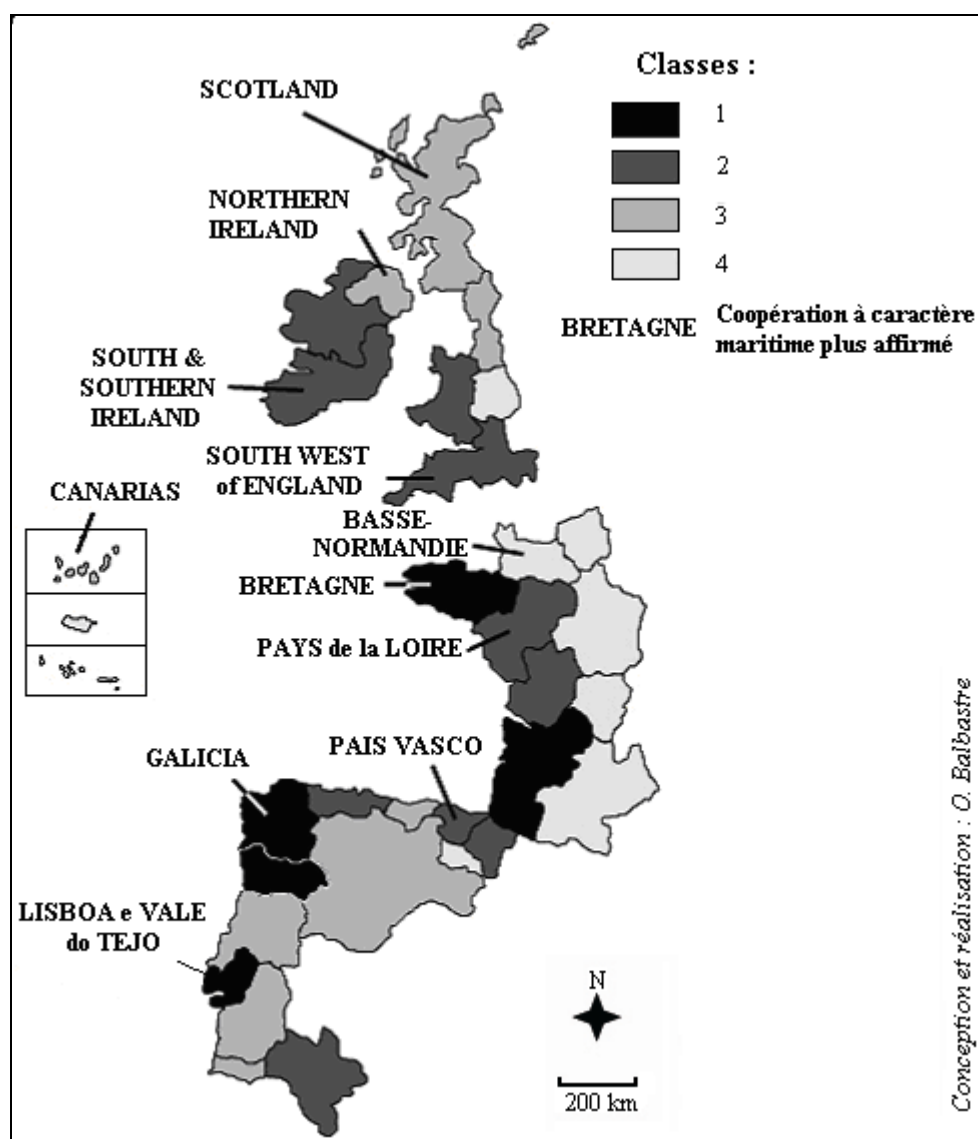 SCOTLAND
NORTHERN
IRELAND
SOUTH &
SOUTHERN
IRELAND
SOUTH WEST
of ENGLAND
CANARIAS
BASSE-
NORMANDIE
BRETAGNE
PAYS de la LOIRE
PAIS VASCO
GALICIA
LISBOA e VALE
do TEJO
Classes :
1
2
3
4
BRETAGNE
Coopération à caractère
maritime plus affirmé
N
200 km
Conception et réalisation : O. Balbastre